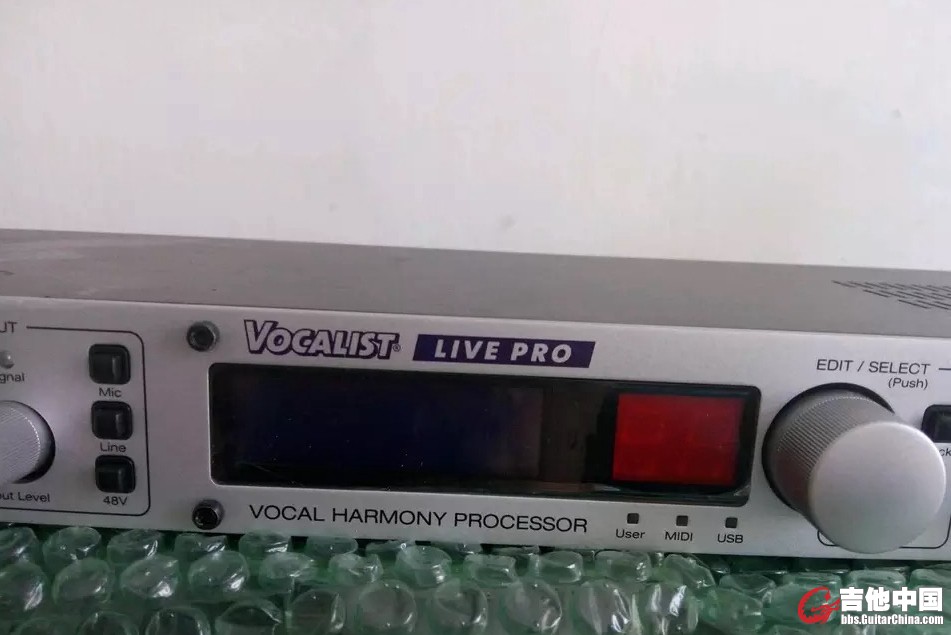 VOCALIST® LIVE PRO
EDIT / SELECT
(Push)
Mic
Line
48V
VOCAL HARMONY PROCESSOR
User MIDI USB
吉他中国
bbs.GuitarChina.com